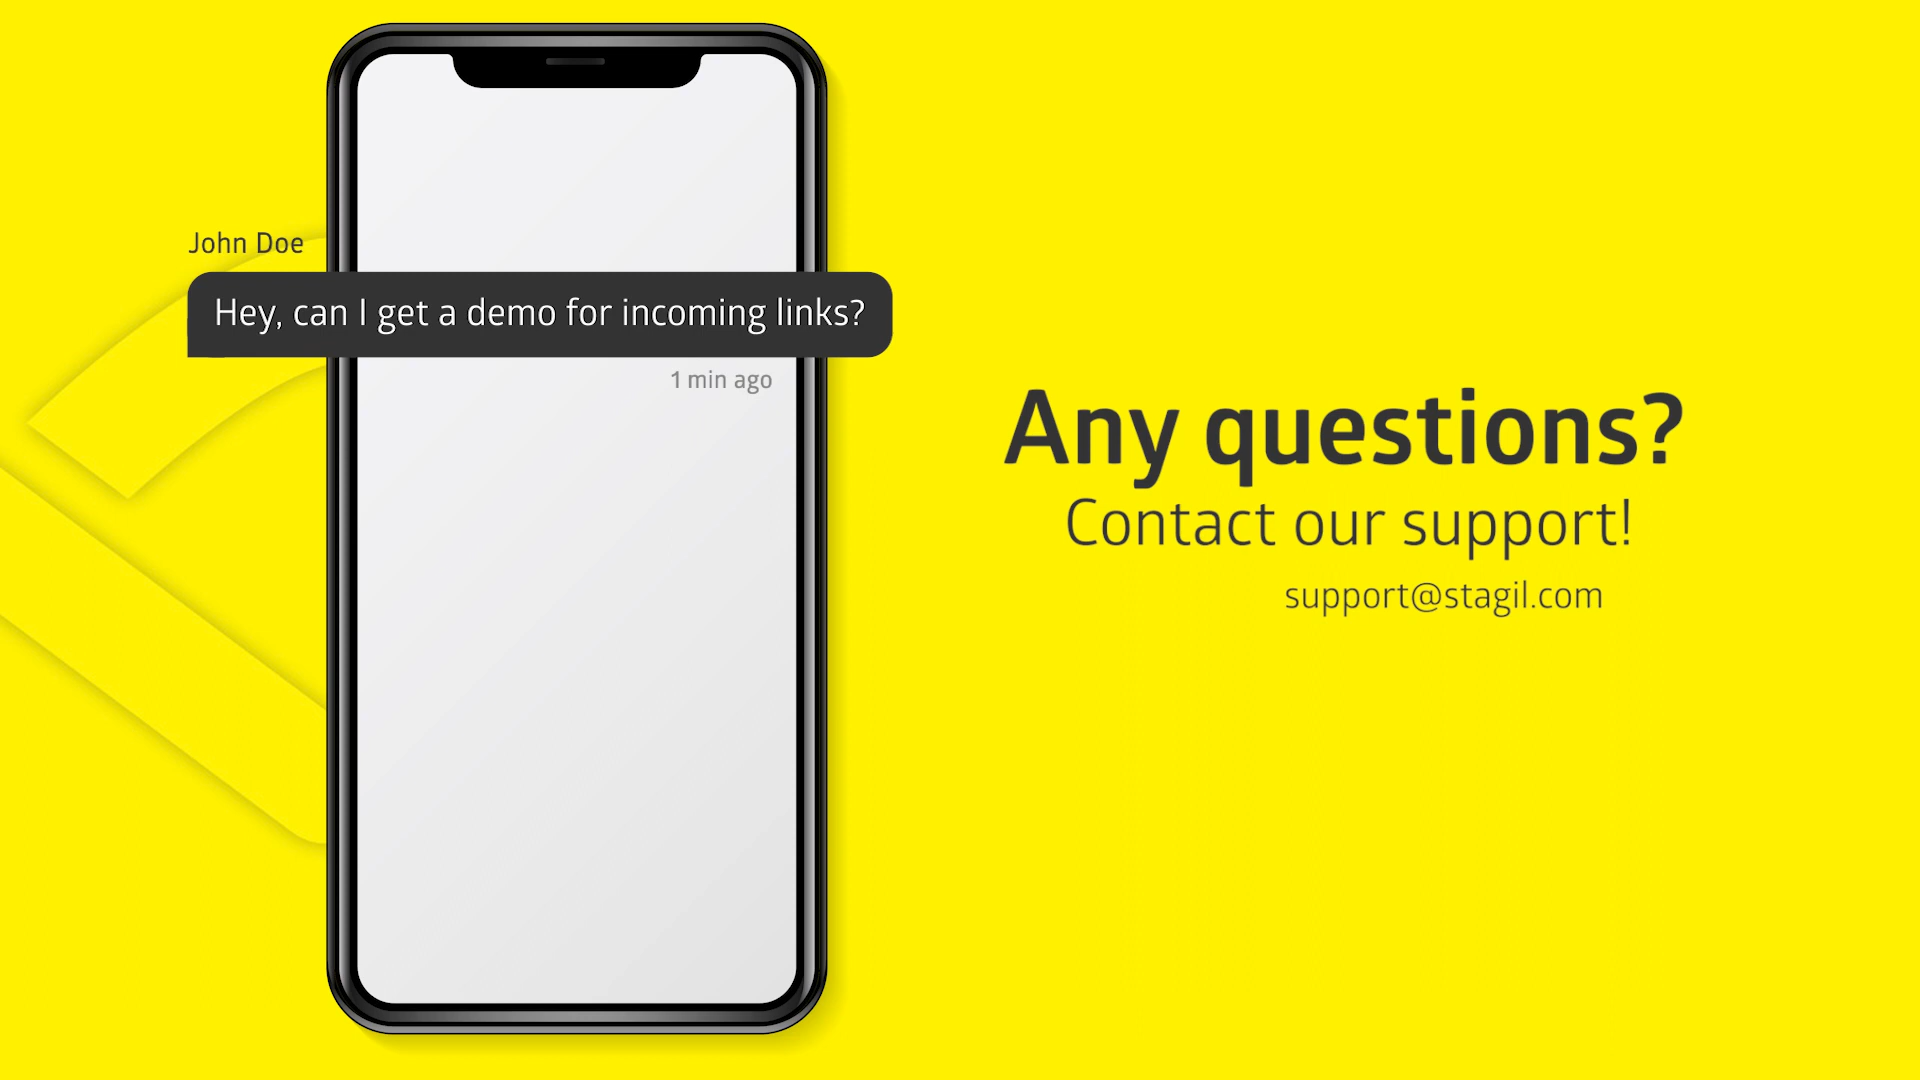 John Doe
Hey, can I get a demo for incoming links?
1 min ago
Any questions?
Contact our support!
support@stagil.com